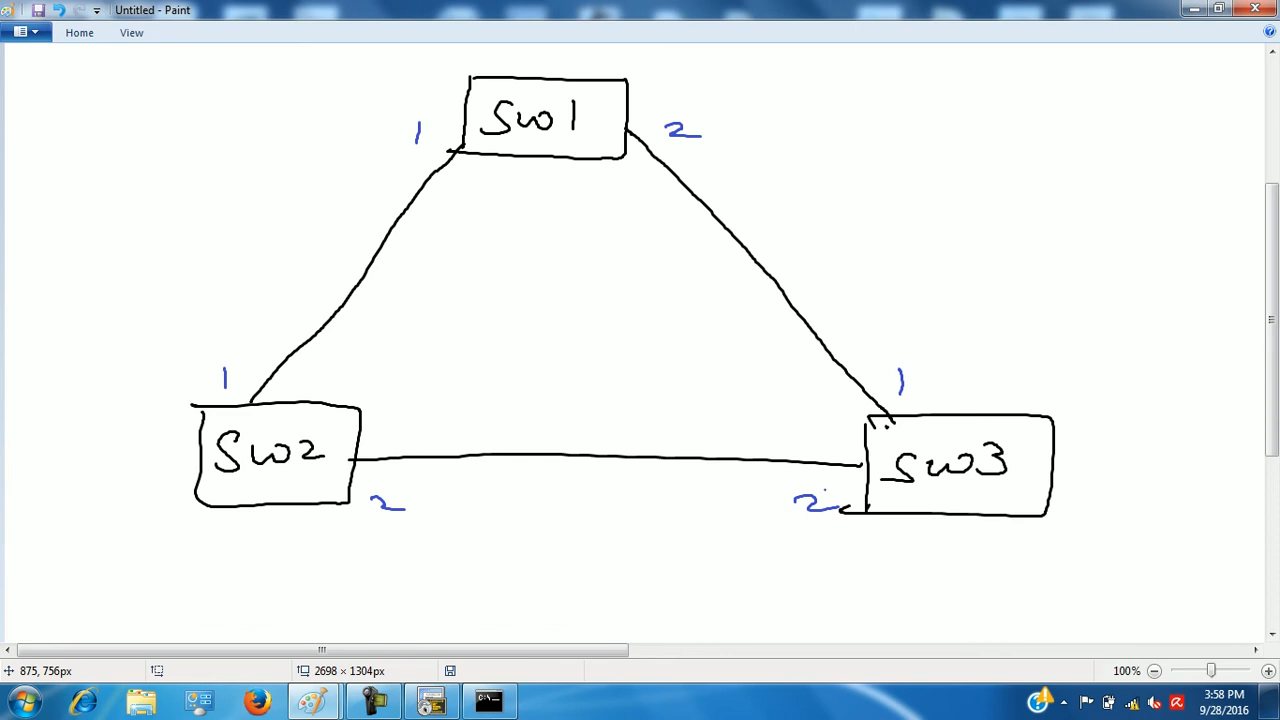 Untitled - Paint
Home View
SW1
1
2
1
1
SW2
SW3
2
2
875, 756px
2698 × 1304px
100%
C:\
3:58 PM
9/28/2016